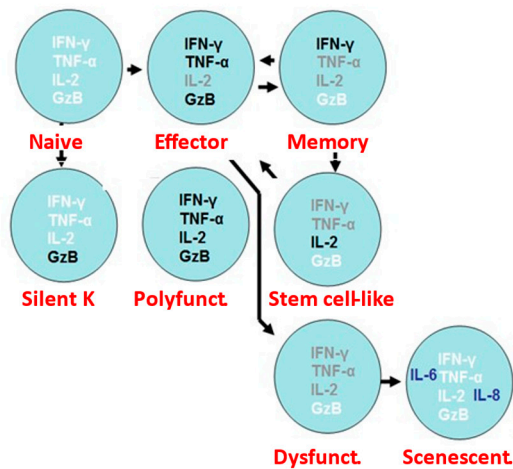 IFN-γ
TNF-α
IL-2
GzB
Naive
IFN-γ
TNF-α
IL-2
GzB
Effector
IFN-γ
TNF-α
IL-2
GzB
Memory
IFN-γ
TNF-α
IL-2
GzB
Silent K
IFN-γ
TNF-α
IL-2
GzB
Polyfunct.
IFN-γ
TNF-α
IL-2
GzB
Stem cell-like
IFN-γ
TNF-α
IL-2
GzB
Dysfunct.
IFN-γ
IL-6 TNF-α
IL-2 IL-8
GzB
Scenescent.